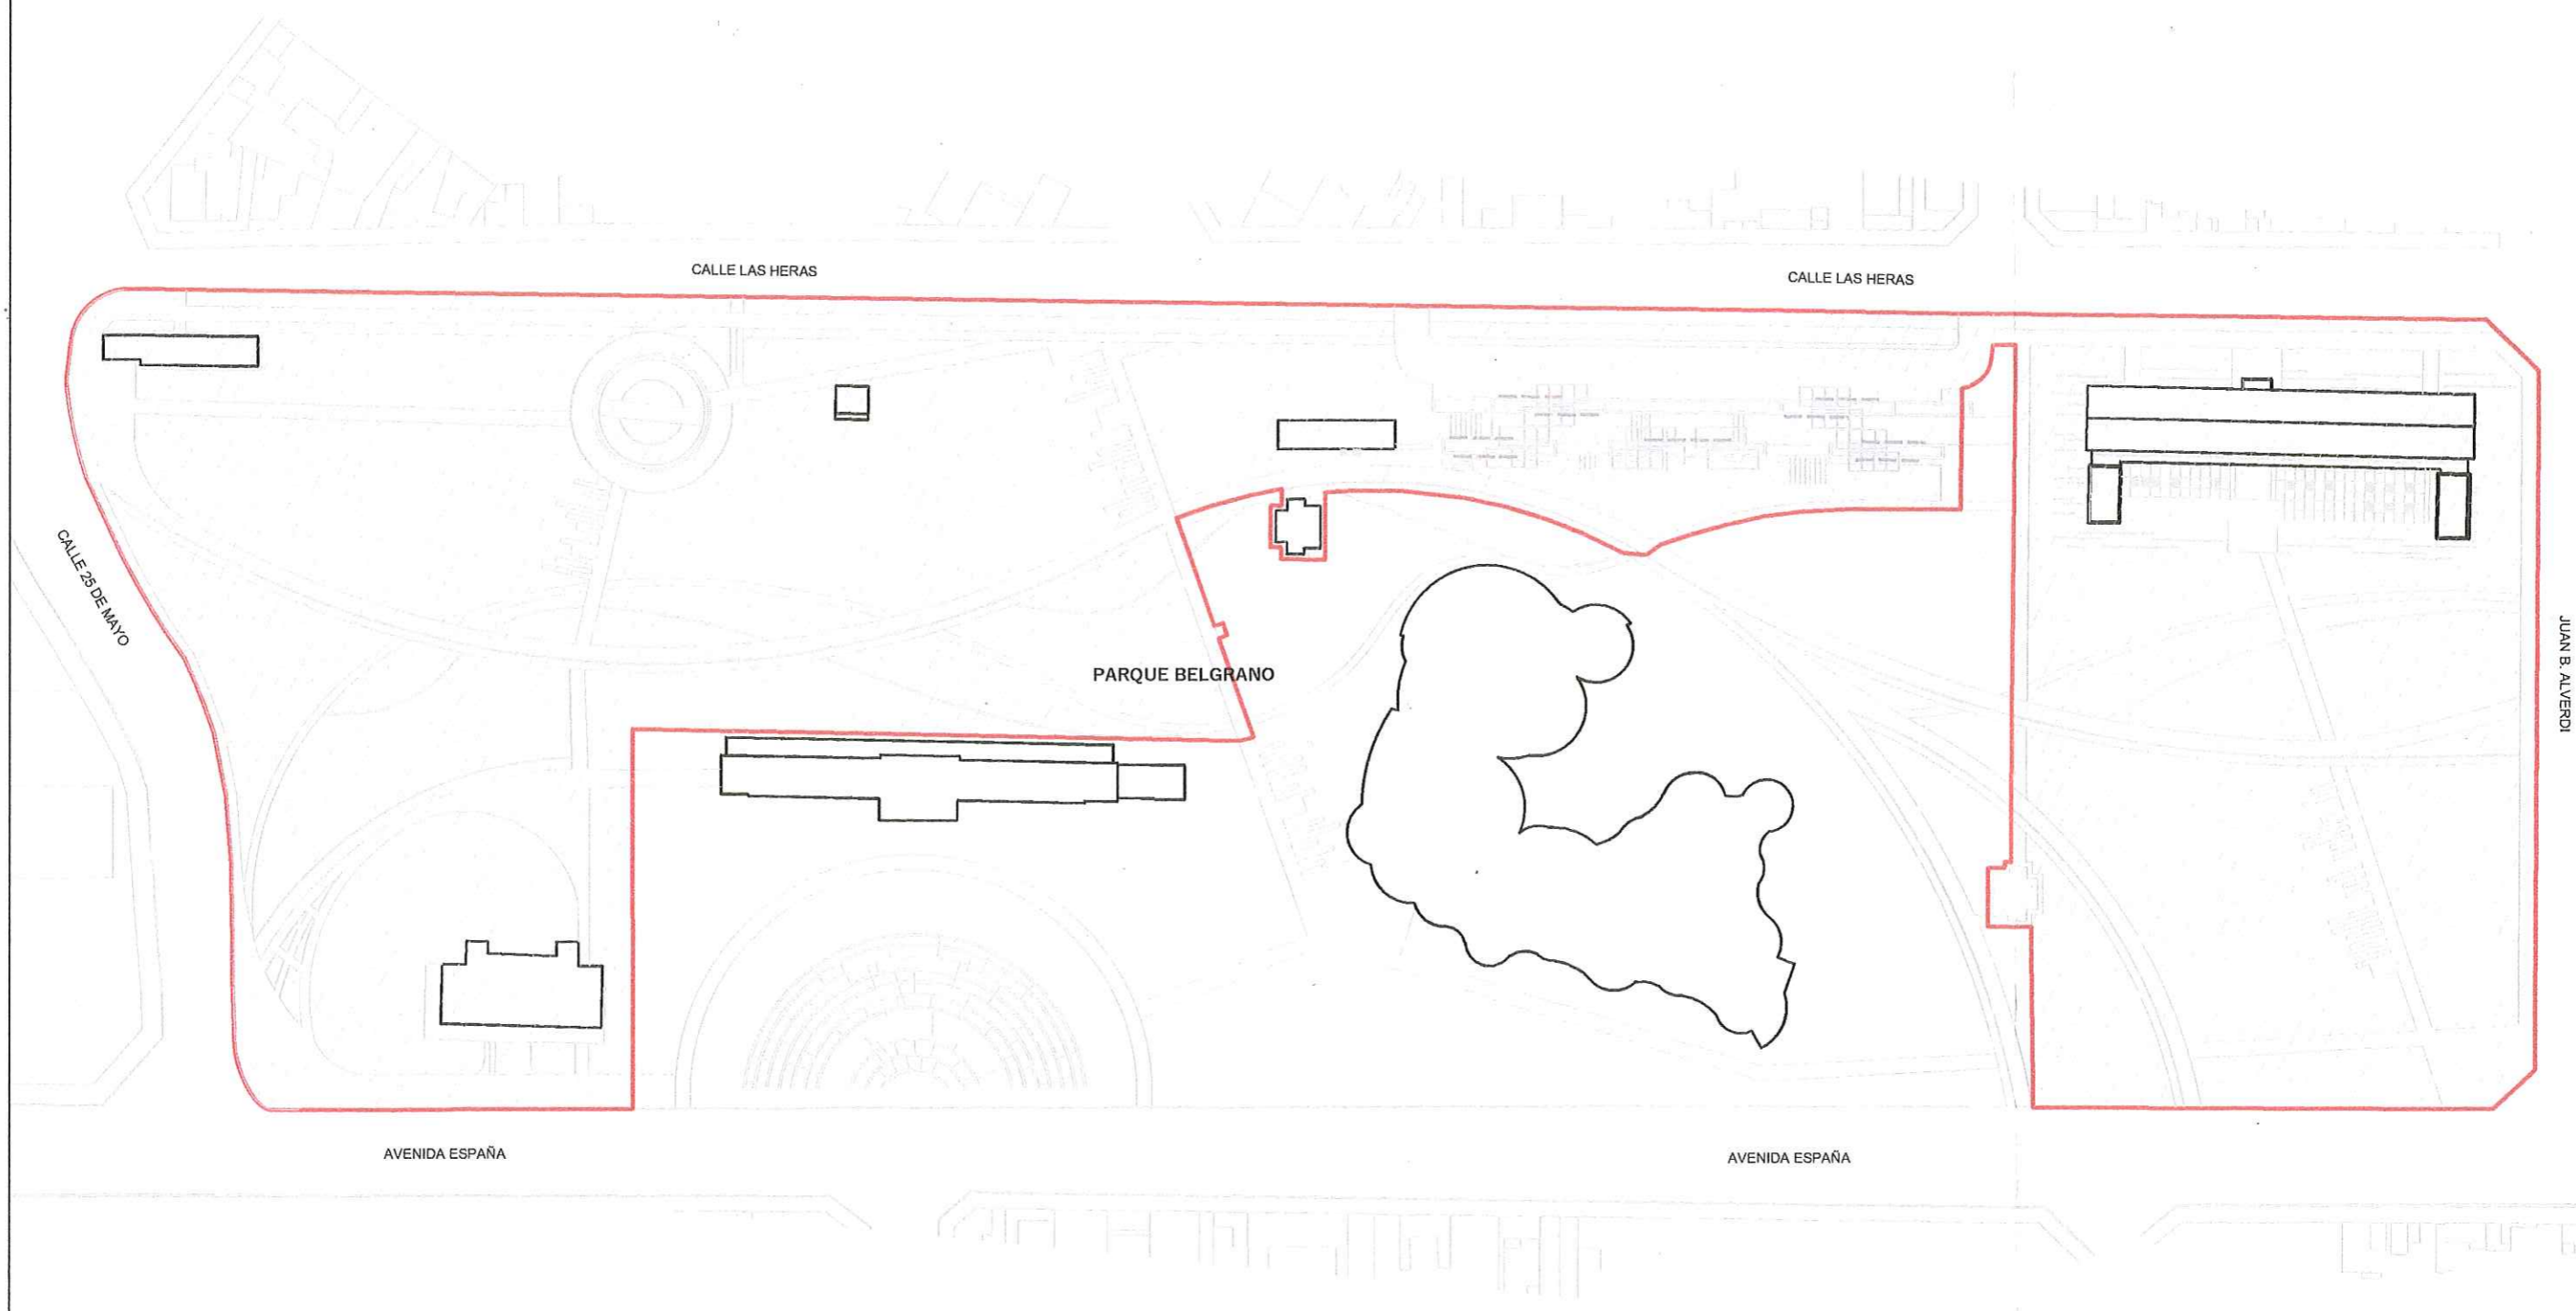 CALLE LAS HERAS
CALLE LAS HERAS
CALLE 25 DE MAYO
PARQUE BELGRANO
JUAN B. ALVERDI
AVENIDA ESPAÑA
AVENIDA ESPAÑA